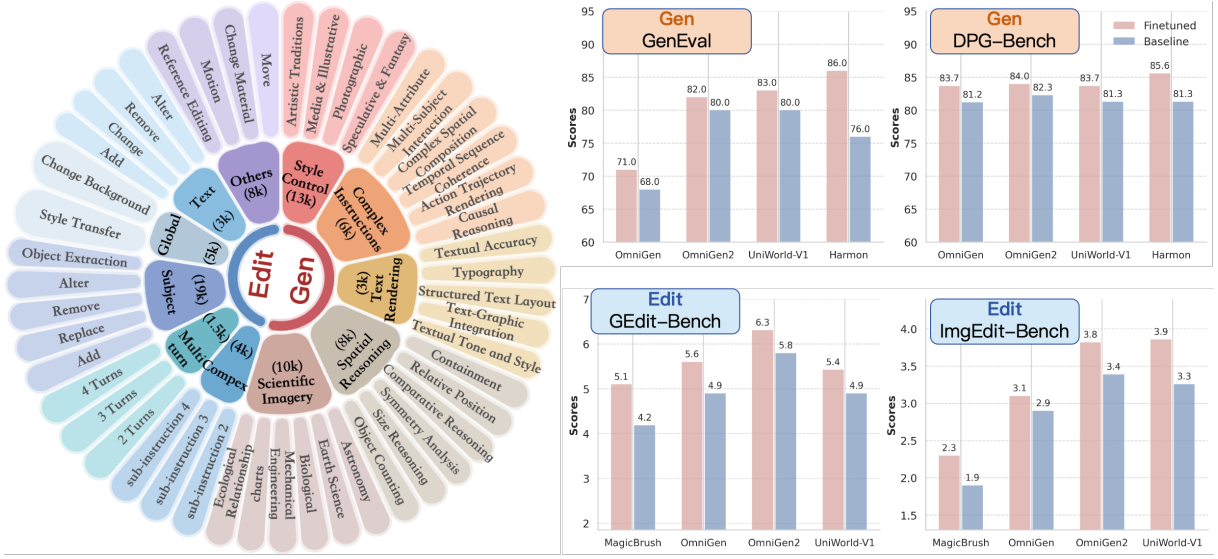 Edit
Gen
Style
Control
(13k)
Artistic Traditions
Media & Illustrative
Photographic
Speculative & Fantasy
Complex
Instructions
(6k)
Multi-Attribute
Multi-Subject
Interaction
Complex Spatial
Composition
Temporal Sequence
Coherence
Action Trajectory
Rendering
Causal
Reasoning
(3k)
Text
Rendering
Textual Accuracy
Typography
Structured Text Layout
Text-Graphic
Integration
Textual Tone and Style
(8k)
Spatial
Reasoning
Containment
Relative Position
Comparative Reasoning
Symmetry Analysis
Size Reasoning
Object Counting
(10k)
Scientific
Imagery
Astronomy
Earth Science
Biological
Mechanical
Engineering
charts
Ecological
Relationship
(4k)
Compex
sub-instruction 2
sub-instruction 3
sub-instruction 4
(1.5k)
Multi
turn
2 Turns
3 Turns
4 Turns
Subject
(19k)
Add
Replace
Remove
Alter
Object Extraction
Global
(5k)
Style Transfer
Change Background
Text
(3k)
Add
Change
Remove
Alter
Others
(8k)
Reference Editing
Motion
Change Material
Move
Gen
GenEval
Scores
95
90
85
80
75
70
65
60
71.0
68.0
82.0
80.0
83.0
80.0
86.0
76.0
OmniGen
OmniGen2
UniWorld-V1
Harmon
Gen
DPG-Bench
Finetuned
Baseline
Scores
95
90
85
80
75
70
65
60
83.7
81.2
84.0
82.3
83.7
81.3
85.6
81.3
OmniGen
OmniGen2
UniWorld-V1
Harmon
Edit
GEdit-Bench
Scores
7
6
5
4
3
2
5.1
4.2
5.6
4.9
6.3
5.8
5.4
4.9
MagicBrush
OmniGen
OmniGen2
UniWorld-V1
Edit
ImgEdit-Bench
Scores
4.0
3.5
3.0
2.5
2.0
1.5
2.3
1.9
3.1
2.9
3.8
3.4
3.9
3.3
MagicBrush
OmniGen
OmniGen2
UniWorld-V1